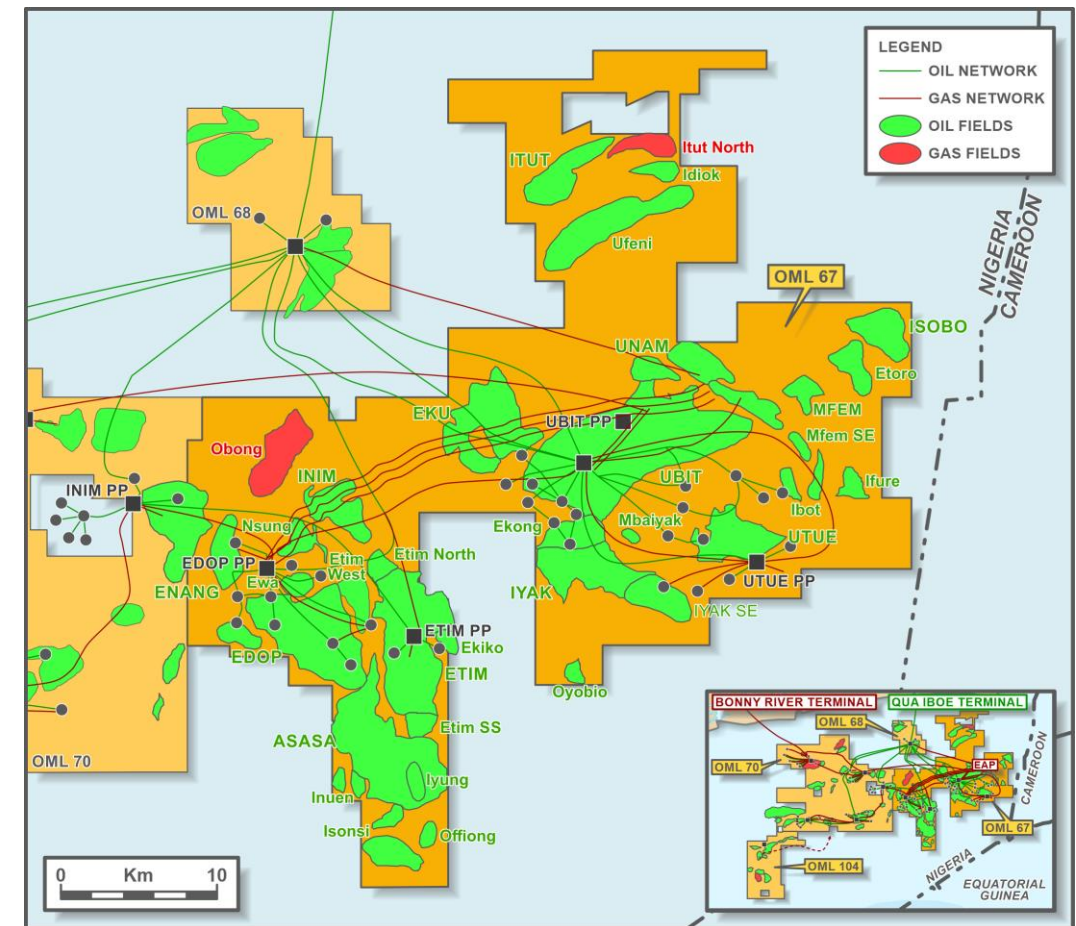 LEGEND
OIL NETWORK
GAS NETWORK
OIL FIELDS
GAS FIELDS
ITUT
Itut North
Idiok
Ufeni
OML 68
OML 67
NIGERIA
CAMEROON
ISOBO
UNAM
Etoro
EKU
MFEM
UBIT PP
Mfem SE
Obong
INIM
UBIT
Ifure
INIM PP
Ibot
Nsung
Ekong
Mbaiyak
UTUE
EDOP PP
Etim
West
Etim North
Ewa
UTUE PP
ENANG
IYAK
IYAK SE
ETIM PP
EDOP
Ekiko
ETIM
Oyobio
Etim SS
ASASA
OML 70
Iyung
Inuen
Isonsi
Offiong
0 Km 10
BONNY RIVER TERMINAL
QUA IBOE TERMINAL
OML 68
OML 70
EAP
CAMEROON
OML 67
OML 104
NIGERIA
EQUATORIAL
GUINEA